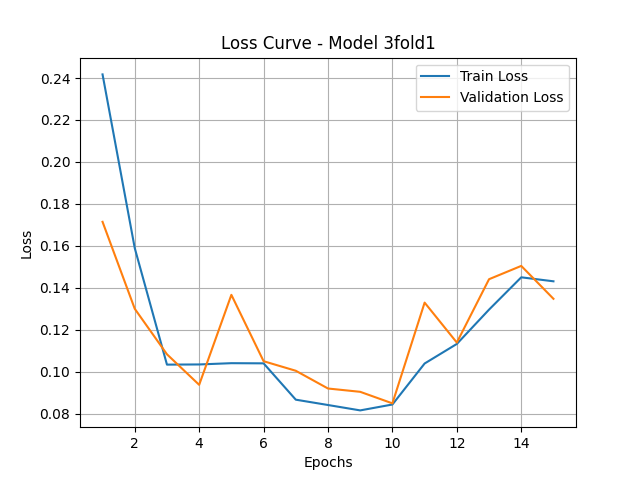 Loss Curve - Model 3fold1
Train Loss
Validation Loss
0.24
0.22
0.20
0.18
0.16
0.14
0.12
0.10
0.08
Loss
2 4 6 8 10 12 14
Epochs